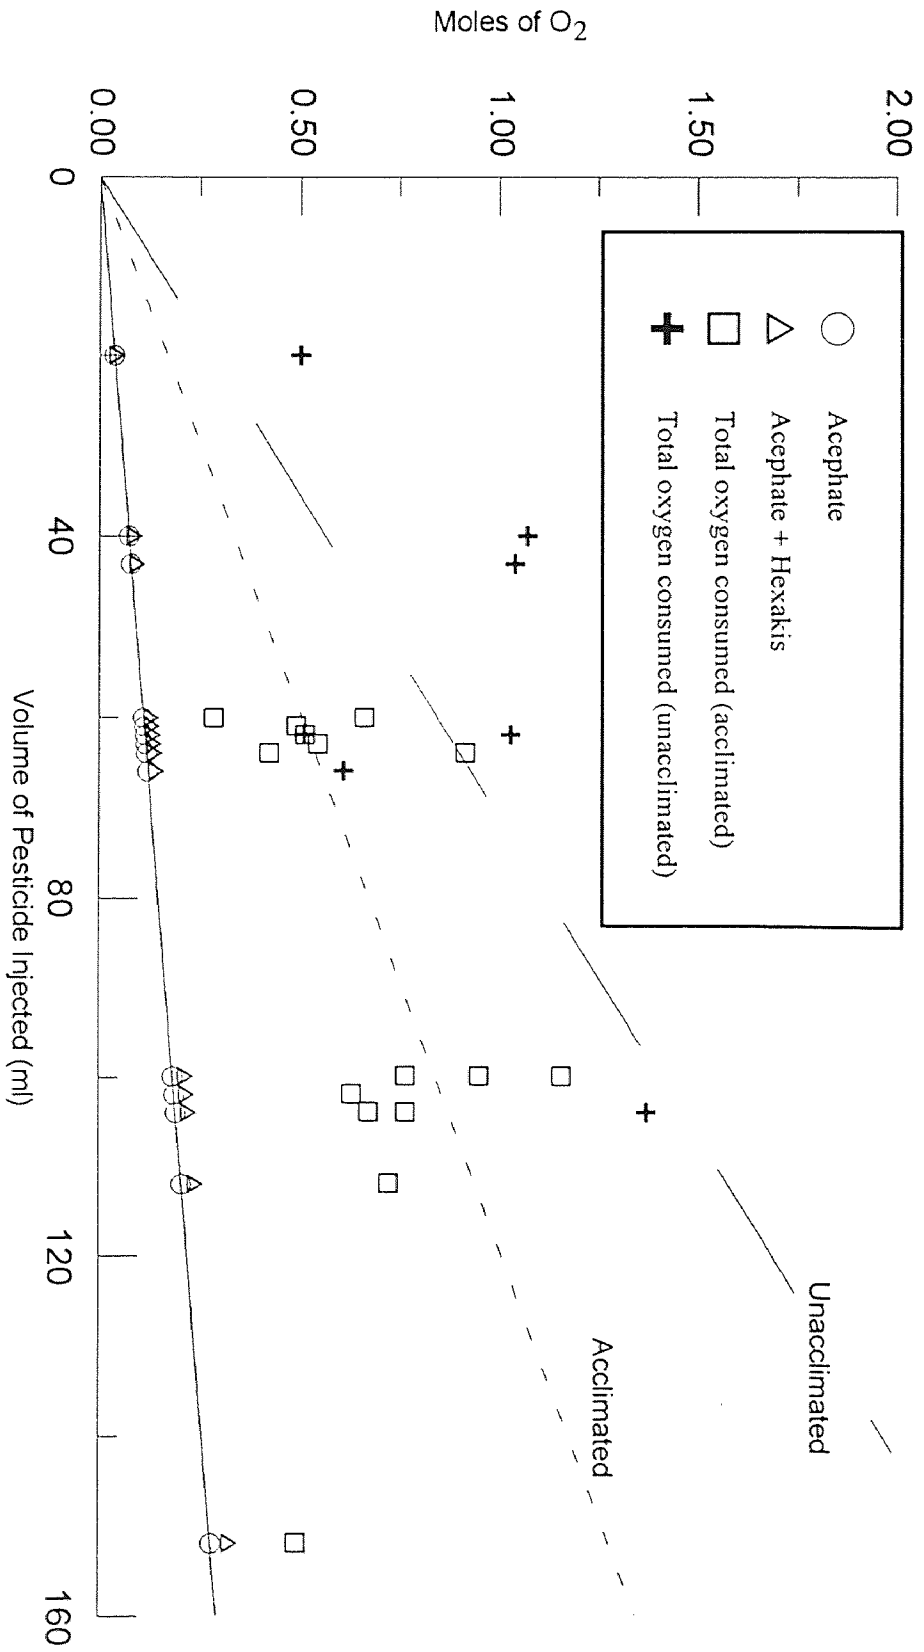 Moles of O2
2.00
1.50
1.00
0.50
0.00
Acephate
Acephate + Hexakis
Total oxygen consumed (acclimated)
Total oxygen consumed (unacclimated)
Unacclimated
Acclimated
0
40
80
120
160
Volume of Pesticide Injected (ml)